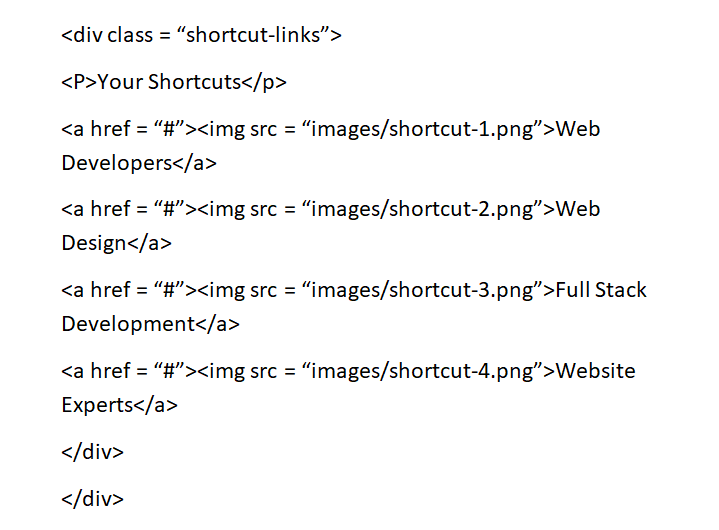 <div class = “shortcut-links”>
<P>Your Shortcuts</p>
<a href = “#”><img src = “images/shortcut-1.png”>Web
Developers</a>
<a href = “#”><img src = “images/shortcut-2.png”>Web
Design</a>
<a href = “#”><img src = “images/shortcut-3.png”>Full Stack
Development</a>
<a href = “#”><img src = “images/shortcut-4.png”>Website
Experts</a>
</div>
</div>